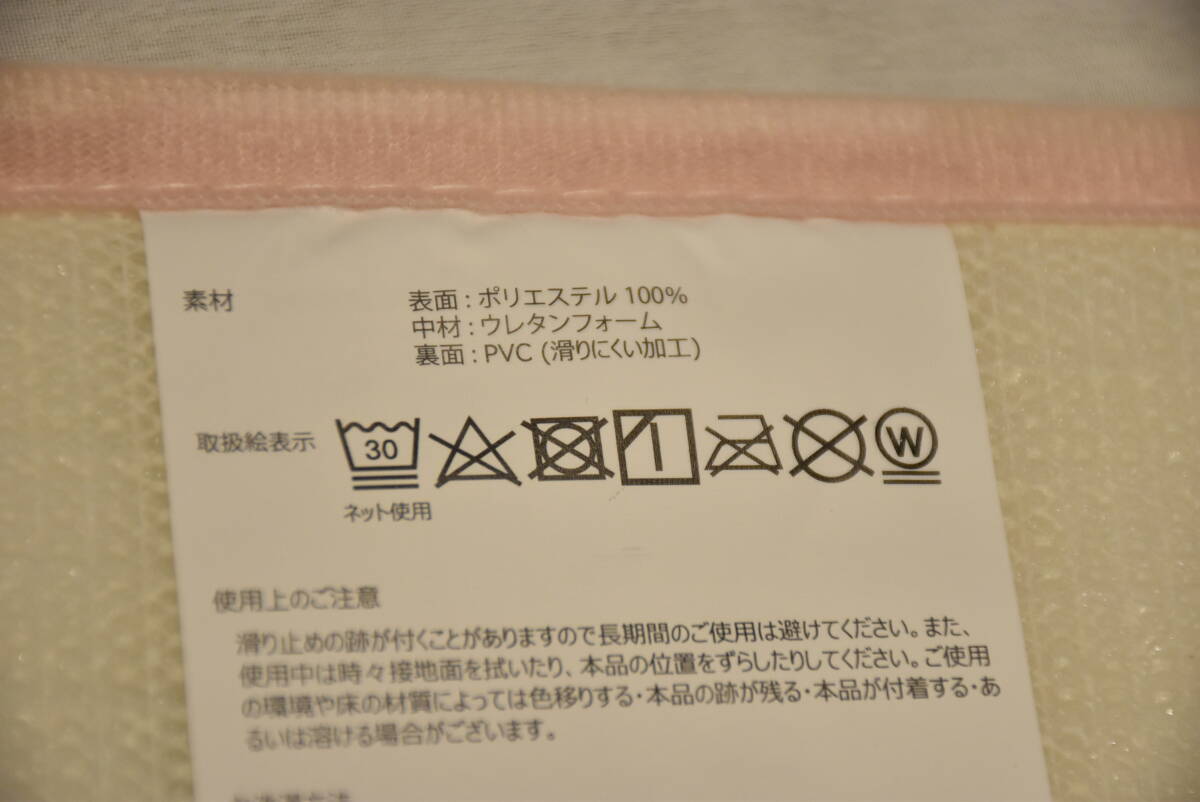 素材
表面 : ポリエステル 100%
中材 : ウレタンフォーム
裏面 : PVC (滑りにくい加工)
取扱絵表示
30
W
ネット使用
使用上のご注意
滑り止めの跡が付くことがありますので長期間のご使用は避けてください。また、
使用中は時々接地面を拭いたり、本品の位置をずらしたりしてください。ご使用
の環境や床の材質によっては色移りする・本品の跡が残る・本品が付着する・あ
るいは溶ける場合がございます。